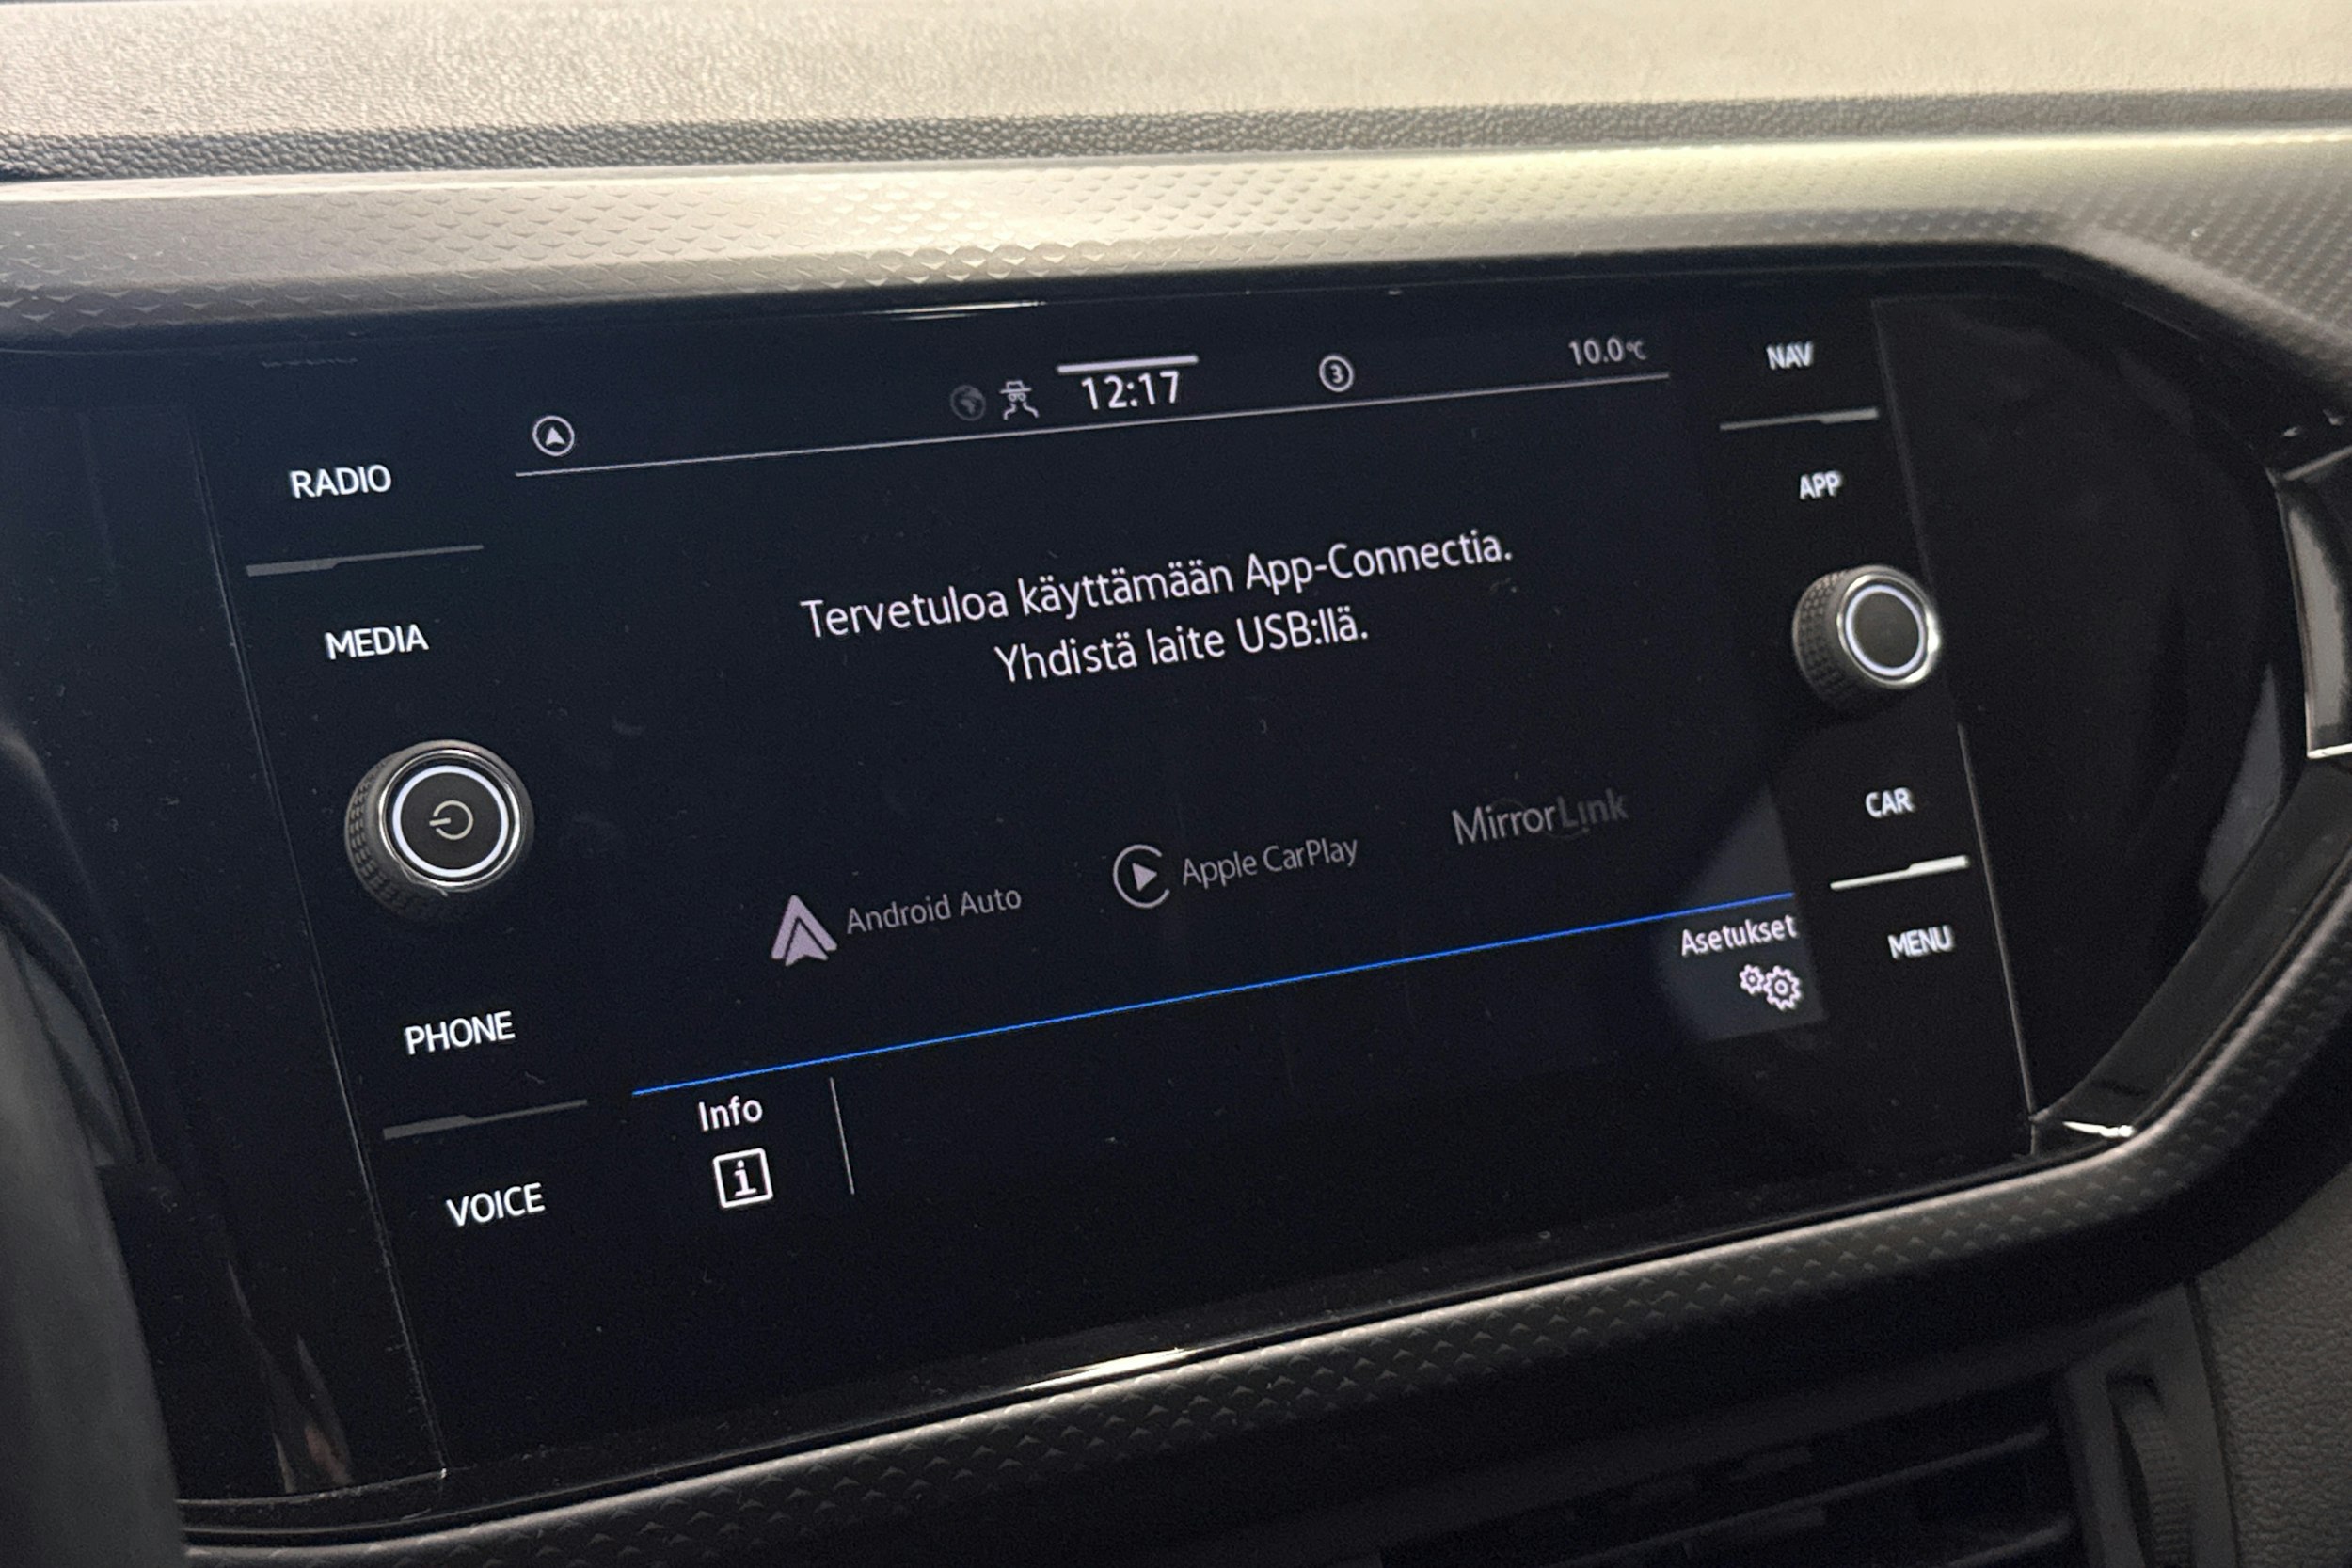 12:17
3
10.0°C
NAV
RADIO
APP
Tervetuloa käyttämään App-Connectia.
Yhdistä laite USB:llä.
MEDIA
Android Auto
Apple CarPlay
MirrorLink
CAR
Asetukset
MENU
PHONE
Info
i
VOICE